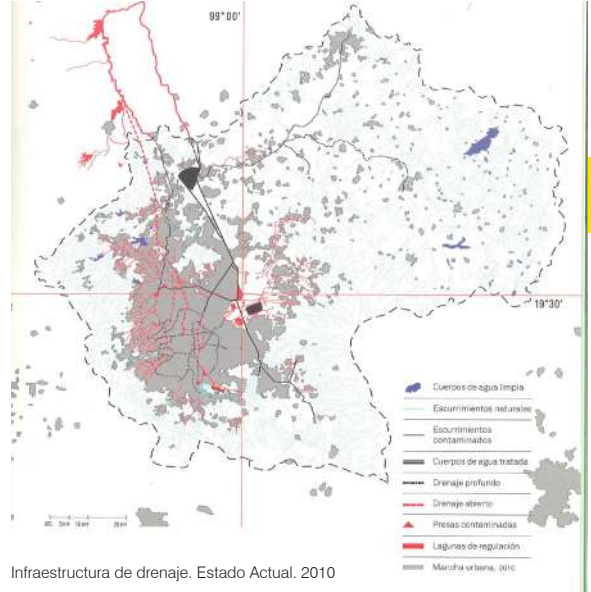 99°00'
19°30'
Cuerpos de agua limpia
Escurrimientos naturales
Escurrimientos
contaminados
Cuerpos de agua tratada
Drenaje profundo
Drenaje abierto
Presas contaminadas
Lagunas de regulación
Mancha urbana, 2010
Infraestructura de drenaje. Estado Actual. 2010